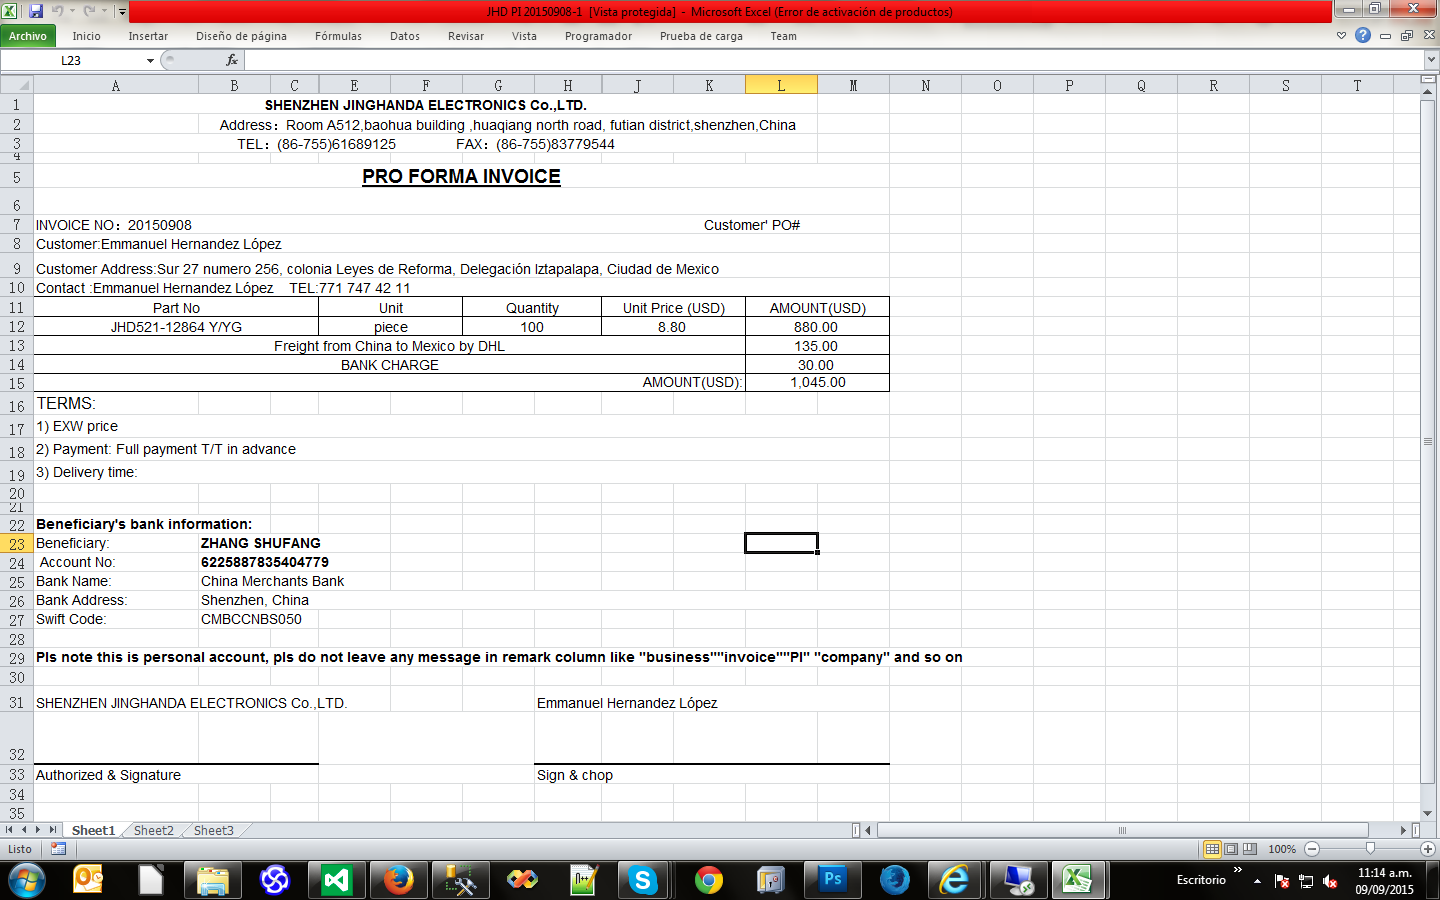 JHD PI 20150908-1 [Vista protegida] - Microsoft Excel (Error de activación de productos)
Archivo Inicio Insertar Diseño de página Fórmulas Datos Revisar Vista Programador Prueba de carga Team
L23 fx
A B C E F G H J K L M N O P Q R S T
1 SHENZHEN JINGHANDA ELECTRONICS Co.,LTD.
2 Address：Room A512,baohua building ,huaqiang north road, futian district,shenzhen,China
3 TEL：(86-755)61689125 FAX：(86-755)83779544
4
5 PRO FORMA INVOICE
6
7 INVOICE NO：20150908 Customer' PO#
8 Customer:Emmanuel Hernandez López
9 Customer Address:Sur 27 numero 256, colonia Leyes de Reforma, Delegación Iztapalapa, Ciudad de Mexico
10 Contact :Emmanuel Hernandez López TEL:771 747 42 11
11 Part No Unit Quantity Unit Price (USD) AMOUNT(USD)
12 JHD521-12864 Y/YG piece 100 8.80 880.00
13 Freight from China to Mexico by DHL 135.00
14 BANK CHARGE 30.00
15 AMOUNT(USD): 1,045.00
16 TERMS:
17 1) EXW price
18 2) Payment: Full payment T/T in advance
19 3) Delivery time:
20
21
22 Beneficiary's bank information:
23 Beneficiary: ZHANG SHUFANG
24 Account No: 6225887835404779
25 Bank Name: China Merchants Bank
26 Bank Address: Shenzhen, China
27 Swift Code: CMBCCNBS050
28
29 Pls note this is personal account, pls do not leave any message in remark column like "business""invoice""PI" "company" and so on
30
31 SHENZHEN JINGHANDA ELECTRONICS Co.,LTD. Emmanuel Hernandez López
32
33 Authorized & Signature Sign & chop
34
35
Sheet1 Sheet2 Sheet3
Listo 100%
Escritorio » 11:14 a.m.
09/09/2015